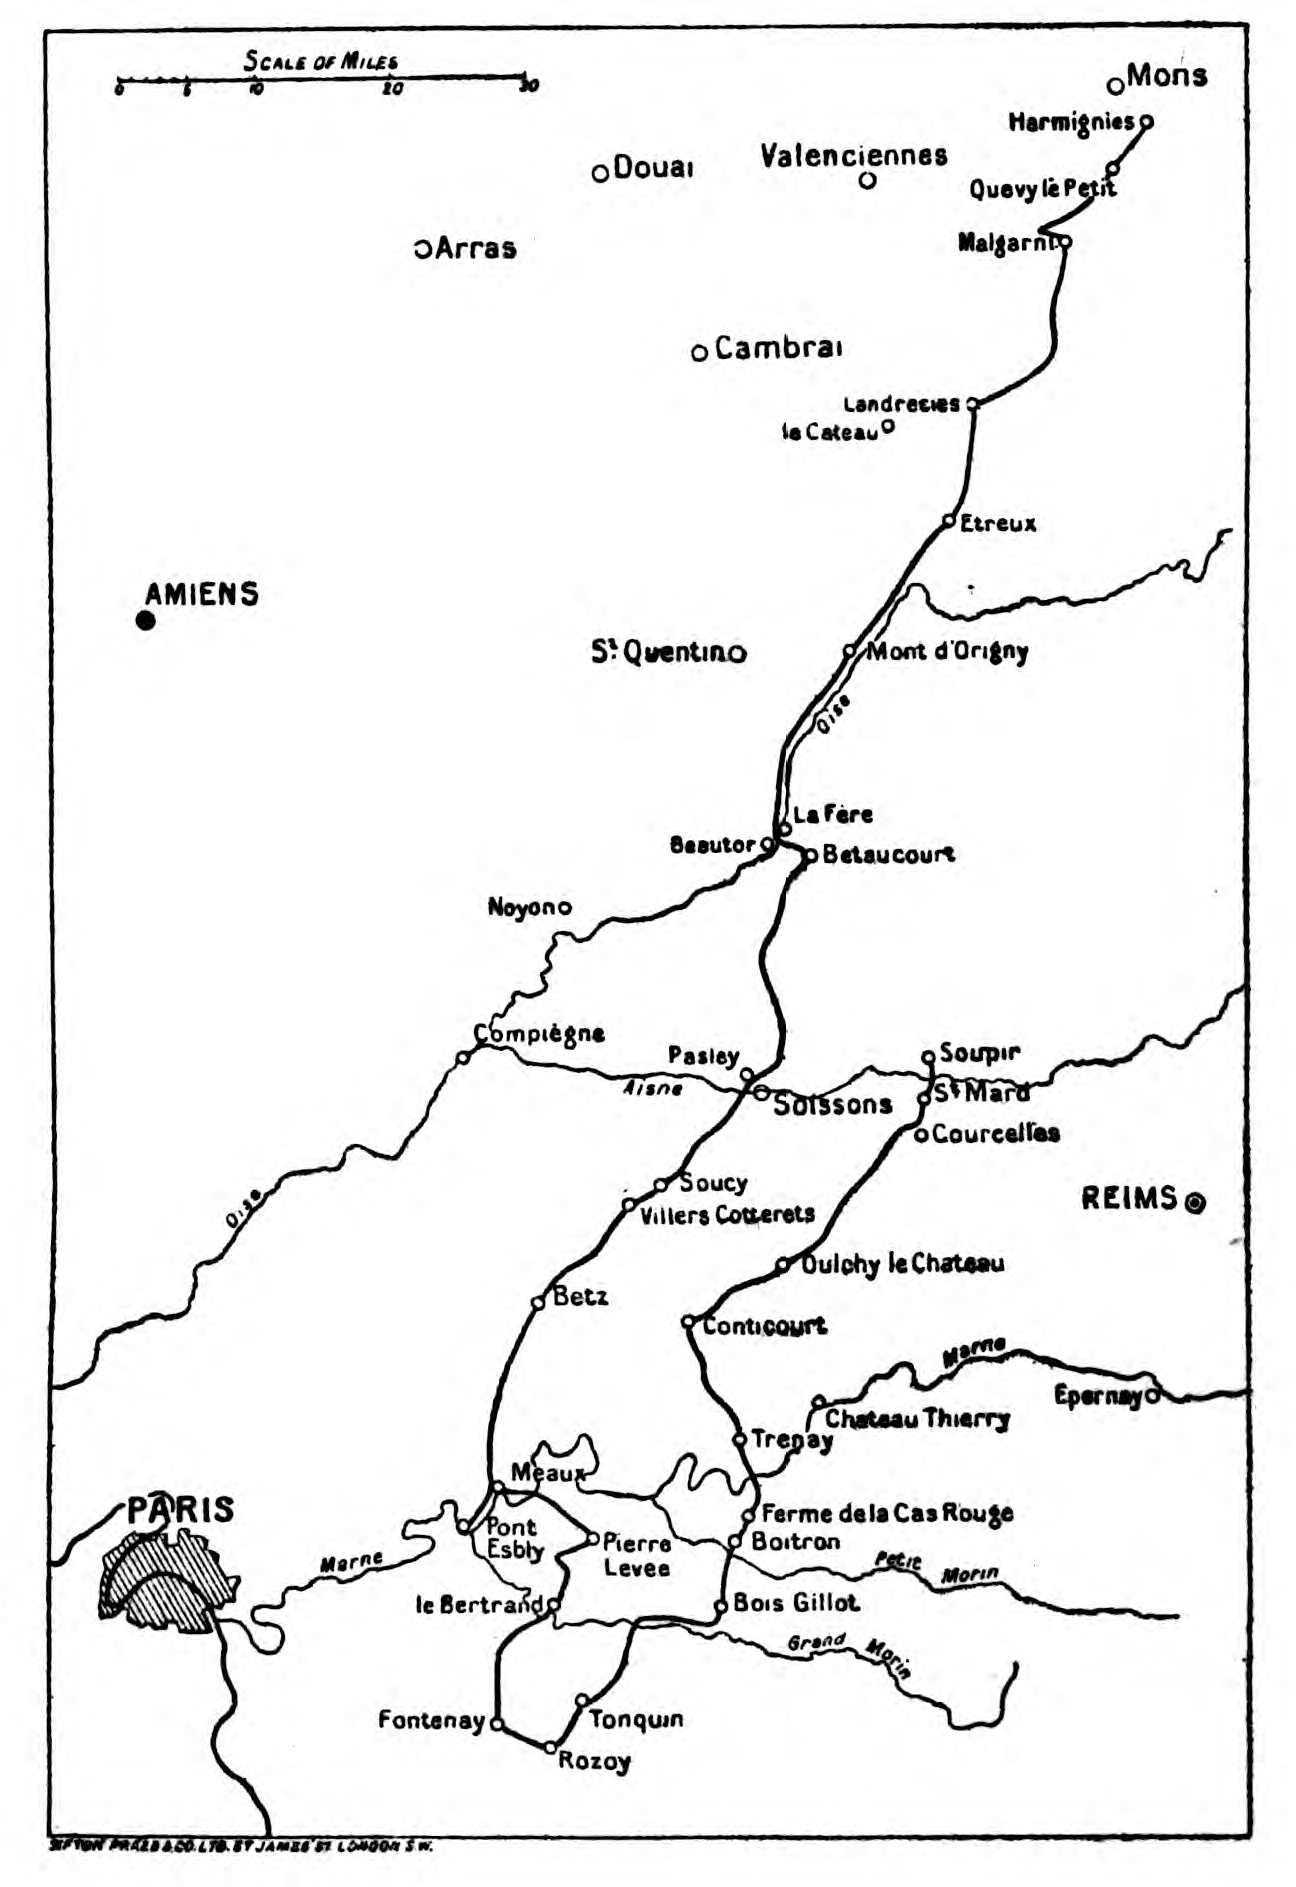 SCALE OF MILES
0 5 10 20 30
Mons
Harmignies
Douai
Valenciennes
Quevy le Petit
Arras
Malgarni
Cambrai
Landrecies
le Cateau
Etreux
AMIENS
St. Quentin
Mont d'Origny
Oise
La Fère
Beautor
Betaucourt
Noyon
Compiègne
Pasley
Soupir
Aisne
St Mard
Soissons
Courcelles
Soucy
REIMS
Oise
Villers Cotterets
Oulchy le Chateau
Betz
Conticourt
Marne
Epernay
Chateau Thierry
Trenay
Meaux
PARIS
Ferme de la Cas Rouge
Pont
Esbly
Pierre
Levee
Boitron
Marne
Petit Morin
le Bertrand
Bois Gillot
Grand Morin
Fontenay
Tonquin
Rozoy
SIFTON PRAED & CO. LTD. ST JAMES' ST. LONDON S.W.